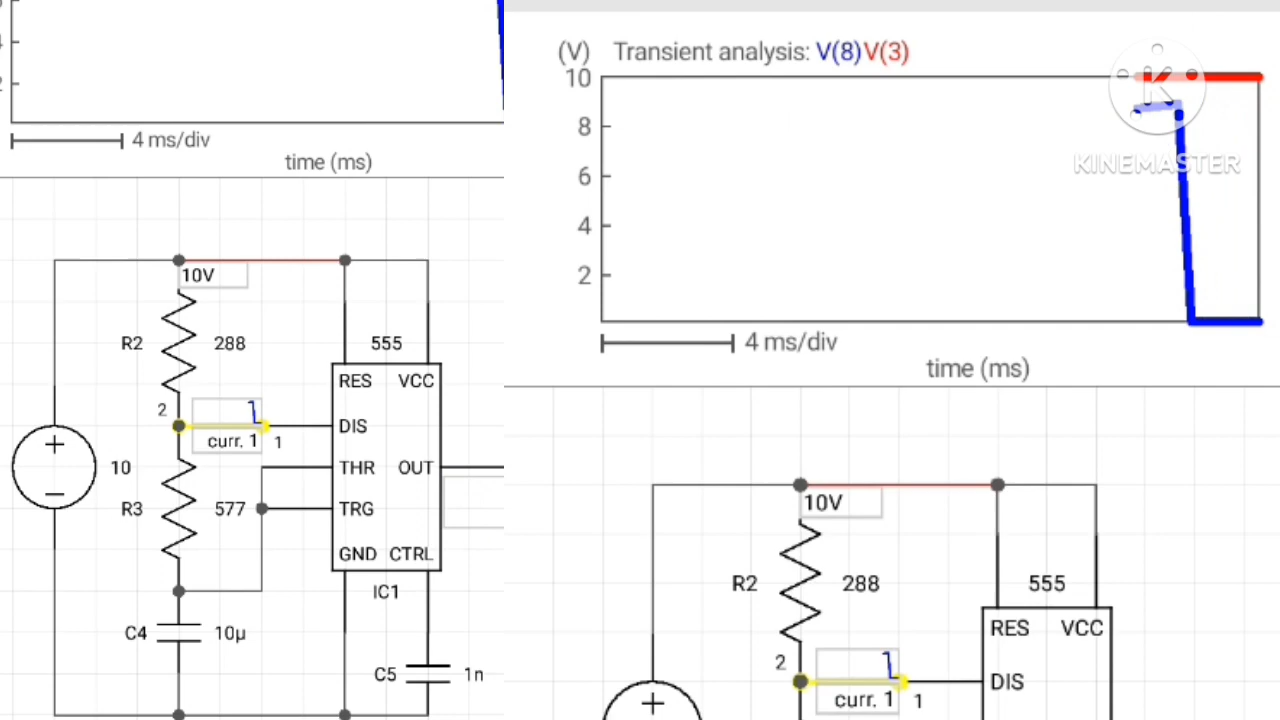 4
2
4 ms/div
time (ms)
10V
R2 288 555
RES VCC
2
DIS
curr. 1 1
10
THR OUT
R3 577 TRG
GND CTRL
IC1
C4 10µ
C5 1n
(V) Transient analysis: V(8)V(3)
10
8
6
4
2
K
KINEMASTER
4 ms/div
time (ms)
10V
R2 288 555
RES VCC
2
DIS
curr. 1 1